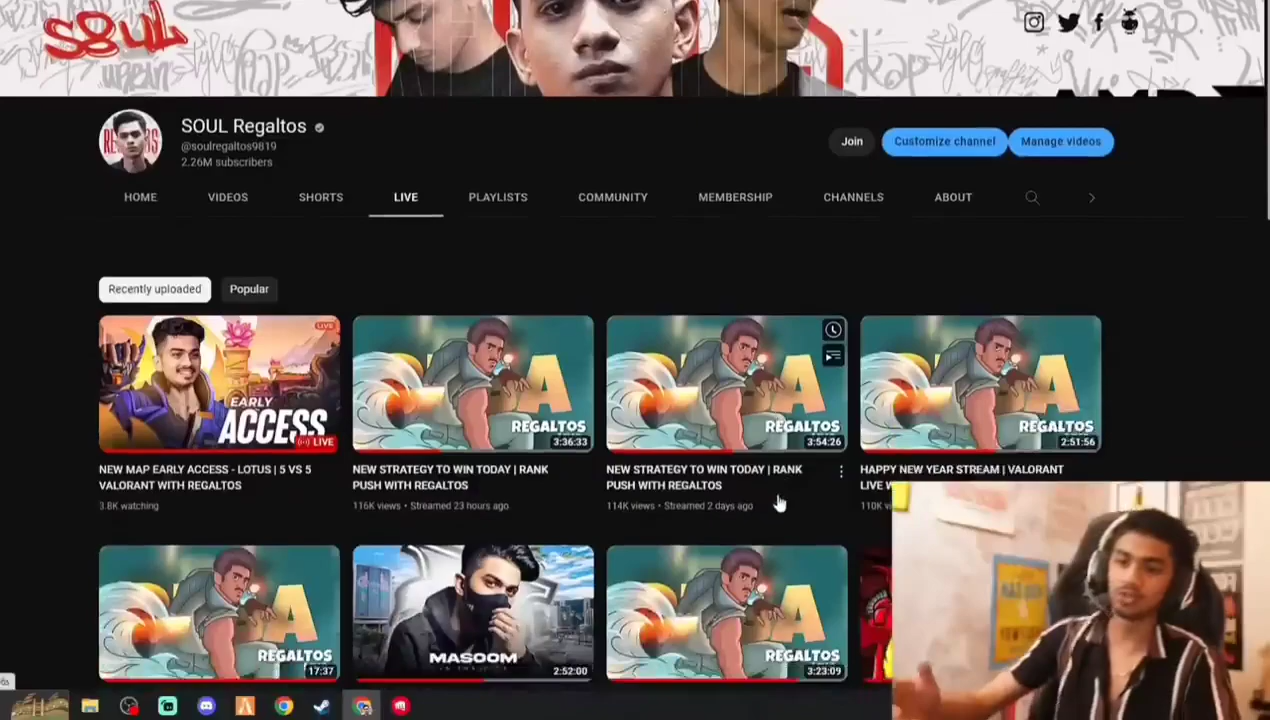 S8UL
SOUL Regaltos
@soulregaltos9819
2.26M subscribers
Join
Customize channel
Manage videos
HOME
VIDEOS
SHORTS
LIVE
PLAYLISTS
COMMUNITY
MEMBERSHIP
CHANNELS
ABOUT
Recently uploaded
Popular
LIVE
EARLY
ACCESS
LIVE
A
REGALTOS
3:36:33
A
REGALTOS
3:54:26
A
REGALTOS
2:51:56
NEW MAP EARLY ACCESS - LOTUS | 5 VS 5
VALORANT WITH REGALTOS
3.8K watching
NEW STRATEGY TO WIN TODAY | RANK
PUSH WITH REGALTOS
116K views • Streamed 23 hours ago
NEW STRATEGY TO WIN TODAY | RANK
PUSH WITH REGALTOS
114K views • Streamed 2 days ago
HAPPY NEW YEAR STREAM | VALORANT
110K
A
REGALTOS
17:37
MASOOM
2:52:00
A
REGALTOS
3:23:09